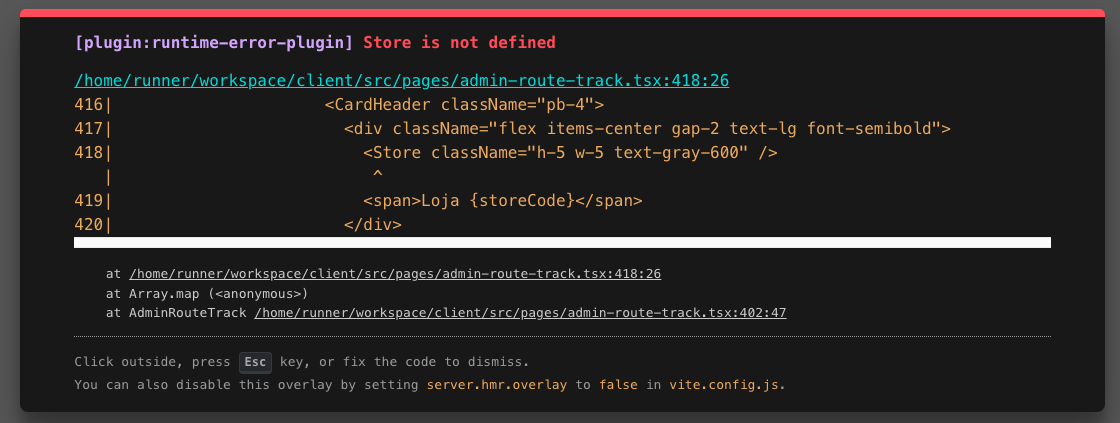 [plugin:runtime-error-plugin] Store is not defined
/home/runner/workspace/client/src/pages/admin-route-track.tsx:418:26
416|                      <CardHeader className="pb-4">
417|                        <div className="flex items-center gap-2 text-lg font-semibold">
418|                          <Store className="h-5 w-5 text-gray-600" />
   |                           ^
419|                          <span>Loja {storeCode}</span>
420|                        </div>
at /home/runner/workspace/client/src/pages/admin-route-track.tsx:418:26
at Array.map (<anonymous>)
at AdminRouteTrack /home/runner/workspace/client/src/pages/admin-route-track.tsx:402:47
Click outside, press Esc key, or fix the code to dismiss.
You can also disable this overlay by setting server.hmr.overlay to false in vite.config.js.